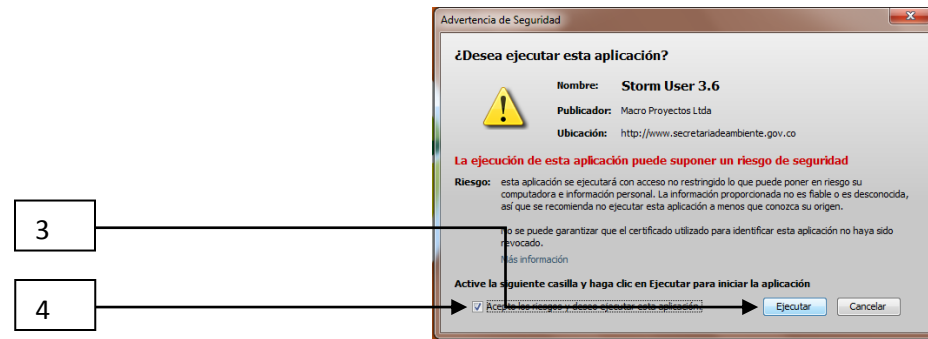 Advertencia de Seguridad
¿Desea ejecutar esta aplicación?
Nombre: Storm User 3.6
Publicador: Macro Proyectos Ltda
Ubicación: http://www.secretariadeambiente.gov.co
La ejecución de esta aplicación puede suponer un riesgo de seguridad
Riesgo: esta aplicación se ejecutará con acceso no restringido lo que puede poner en riesgo su
computadora e información personal. La información proporcionada no es fiable o es desconocida,
así que se recomienda no ejecutar esta aplicación a menos que conozca su origen.
3
No se puede garantizar que el certificado utilizado para identificar esta aplicación no haya sido
revocado.
Más información
Active la siguiente casilla y haga clic en Ejecutar para iniciar la aplicación
4
Acepto los riesgos y deseo ejecutar esta aplicación.
Ejecutar
Cancelar